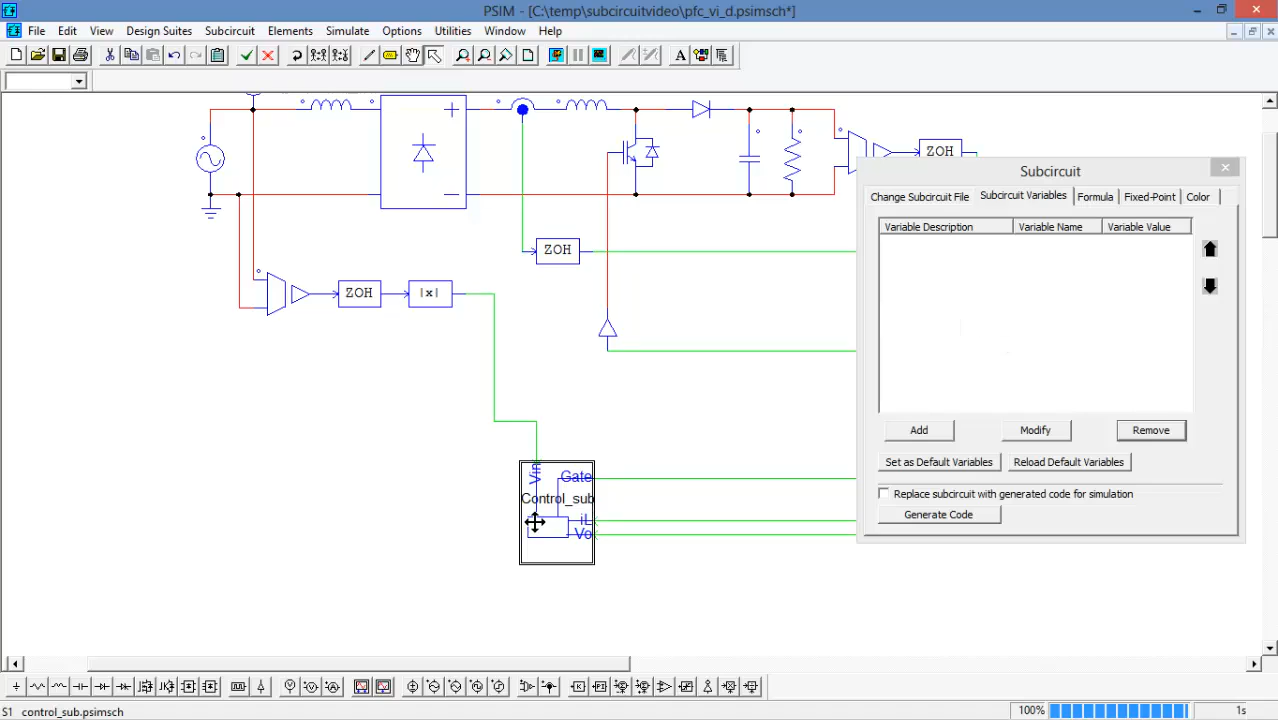 PSIM - [C:\temp\subcircuitvideo\pfc_vi_d.psimsch*]
File Edit View Design Suites Subcircuit Elements Simulate Options Utilities Window Help
ZOH
Subcircuit
Change Subcircuit File Subcircuit Variables Formula Fixed-Point Color
Variable Description Variable Name Variable Value
ZOH
ZOH |x|
Add Modify Remove
Set as Default Variables Reload Default Variables
Vin Gate
Control_sub
iL
Vo
Replace subcircuit with generated code for simulation
Generate Code
S1 control_sub.psimsch 100% 1s